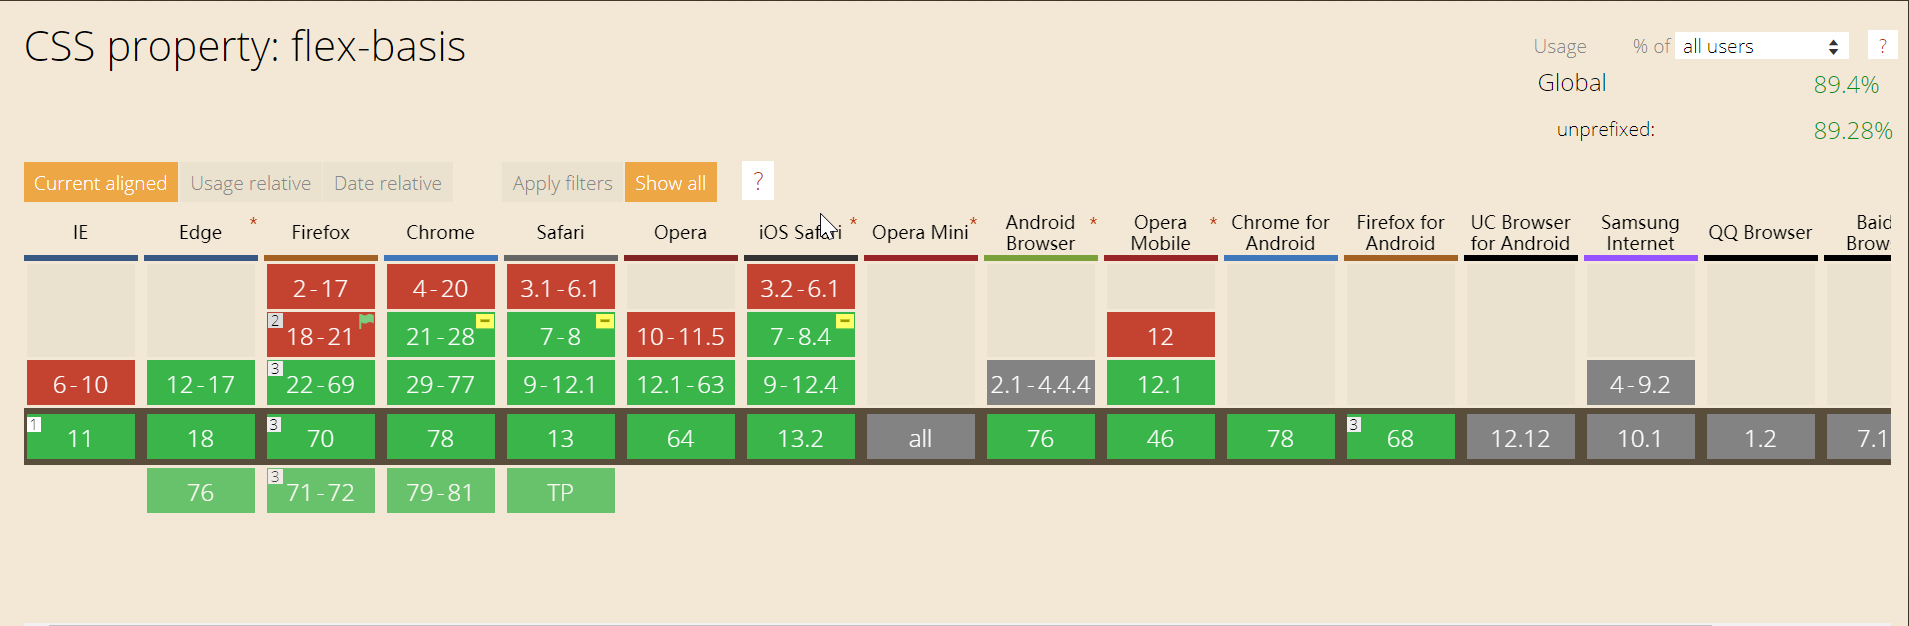 CSS property: flex-basis
Usage % of all users ?
Global 89.4%
unprefixed: 89.28%
Current aligned Usage relative Date relative Apply filters Show all ?
IE Edge * Firefox Chrome Safari Opera iOS Safari * Opera Mini * Android Browser * Opera Mobile * Chrome for Android Firefox for Android UC Browser for Android Samsung Internet QQ Browser Baid Brows
2-17 4-20 3.1-6.1 3.2-6.1
2 18-21 21-28 7-8 10-11.5 7-8.4 12
6-10 12-17 3 22-69 29-77 9-12.1 12.1-63 9-12.4 2.1-4.4.4 12.1 4-9.2
1 11 18 3 70 78 13 64 13.2 all 76 46 78 3 68 12.12 10.1 1.2 7.1
76 3 71-72 79-81 TP